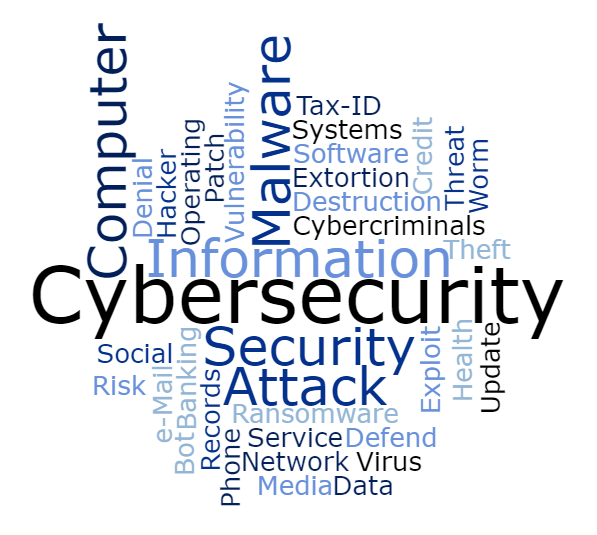 Computer
Denial
Hacker
Operating
Patch
Vulnerability
Malware
Tax-ID
Systems
Software
Extortion
Destruction
Cybercriminals
Credit
Threat
Worm
Information
Theft
Cybersecurity
Social
Risk
e-Mail
Bot
Banking
Records
Phone
Security
Attack
Ransomware
Service
Defend
Network
Virus
Media
Data
Exploit
Health
Update